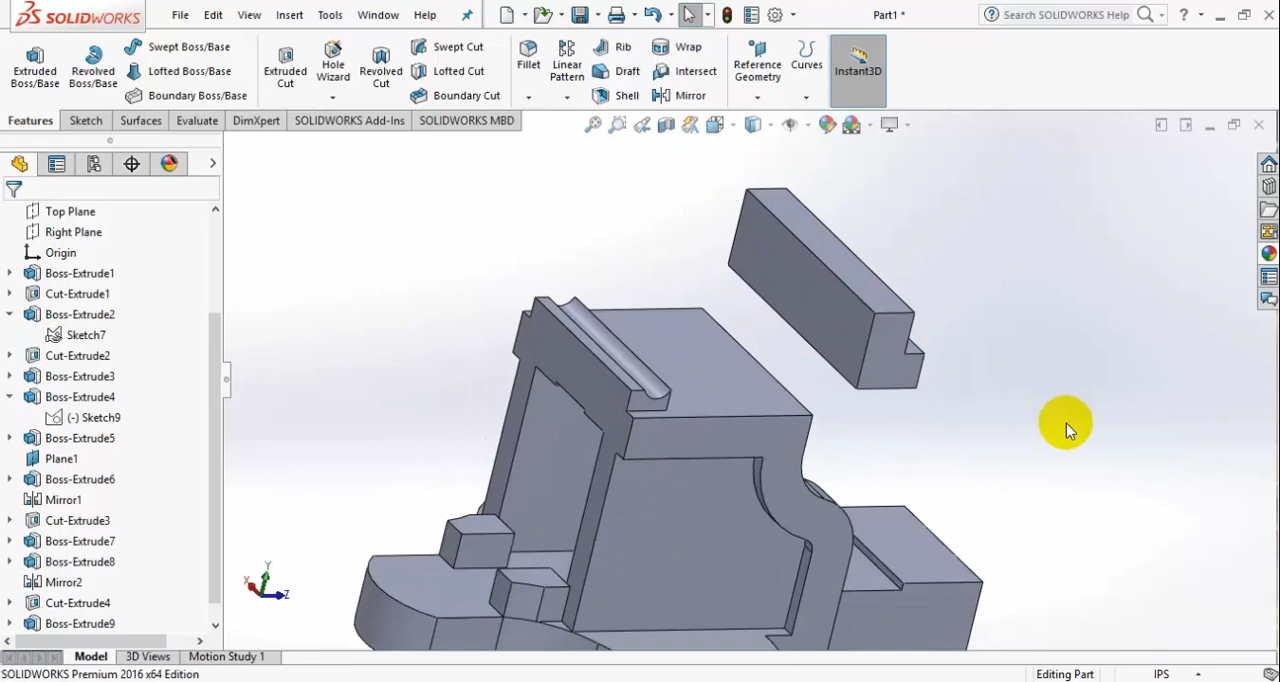 SOLIDWORKS
File Edit View Insert Tools Window Help
Part1 *
Search SOLIDWORKS Help
?
Extruded Boss/Base
Revolved Boss/Base
Swept Boss/Base
Lofted Boss/Base
Boundary Boss/Base
Extruded Cut
Hole Wizard
Revolved Cut
Swept Cut
Lofted Cut
Boundary Cut
Fillet
Linear Pattern
Rib
Draft
Shell
Wrap
Intersect
Mirror
Reference Geometry
Curves
Instant3D
Features Sketch Surfaces Evaluate DimXpert SOLIDWORKS Add-Ins SOLIDWORKS MBD
Top Plane
Right Plane
Origin
Boss-Extrude1
Cut-Extrude1
Boss-Extrude2
Sketch7
Cut-Extrude2
Boss-Extrude3
Boss-Extrude4
(-) Sketch9
Boss-Extrude5
Plane1
Boss-Extrude6
Mirror1
Cut-Extrude3
Boss-Extrude7
Boss-Extrude8
Mirror2
Cut-Extrude4
Boss-Extrude9
Y
X
Z
Model 3D Views Motion Study 1
SOLIDWORKS Premium 2016 x64 Edition
Editing Part
IPS